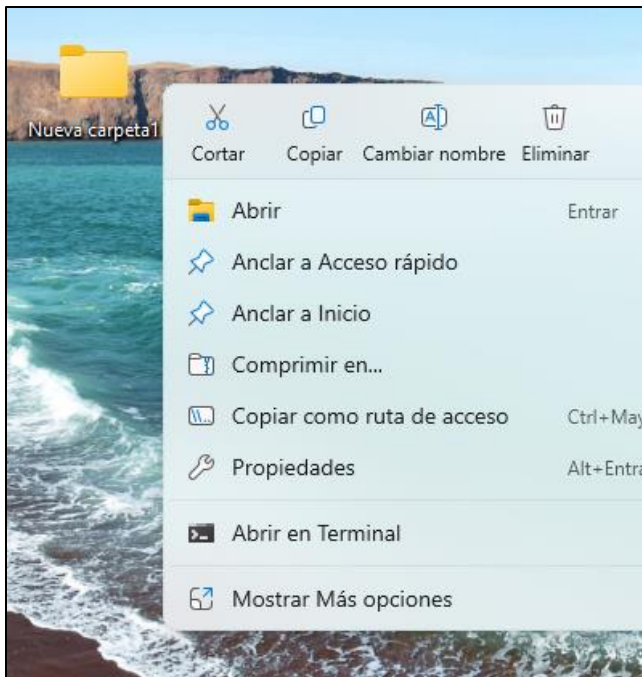 Nueva carpeta1
Cortar Copiar Cambiar nombre Eliminar
Abrir Entrar
Anclar a Acceso rápido
Anclar a Inicio
Comprimir en...
Copiar como ruta de acceso Ctrl+May
Propiedades Alt+Entra
Abrir en Terminal
Mostrar Más opciones